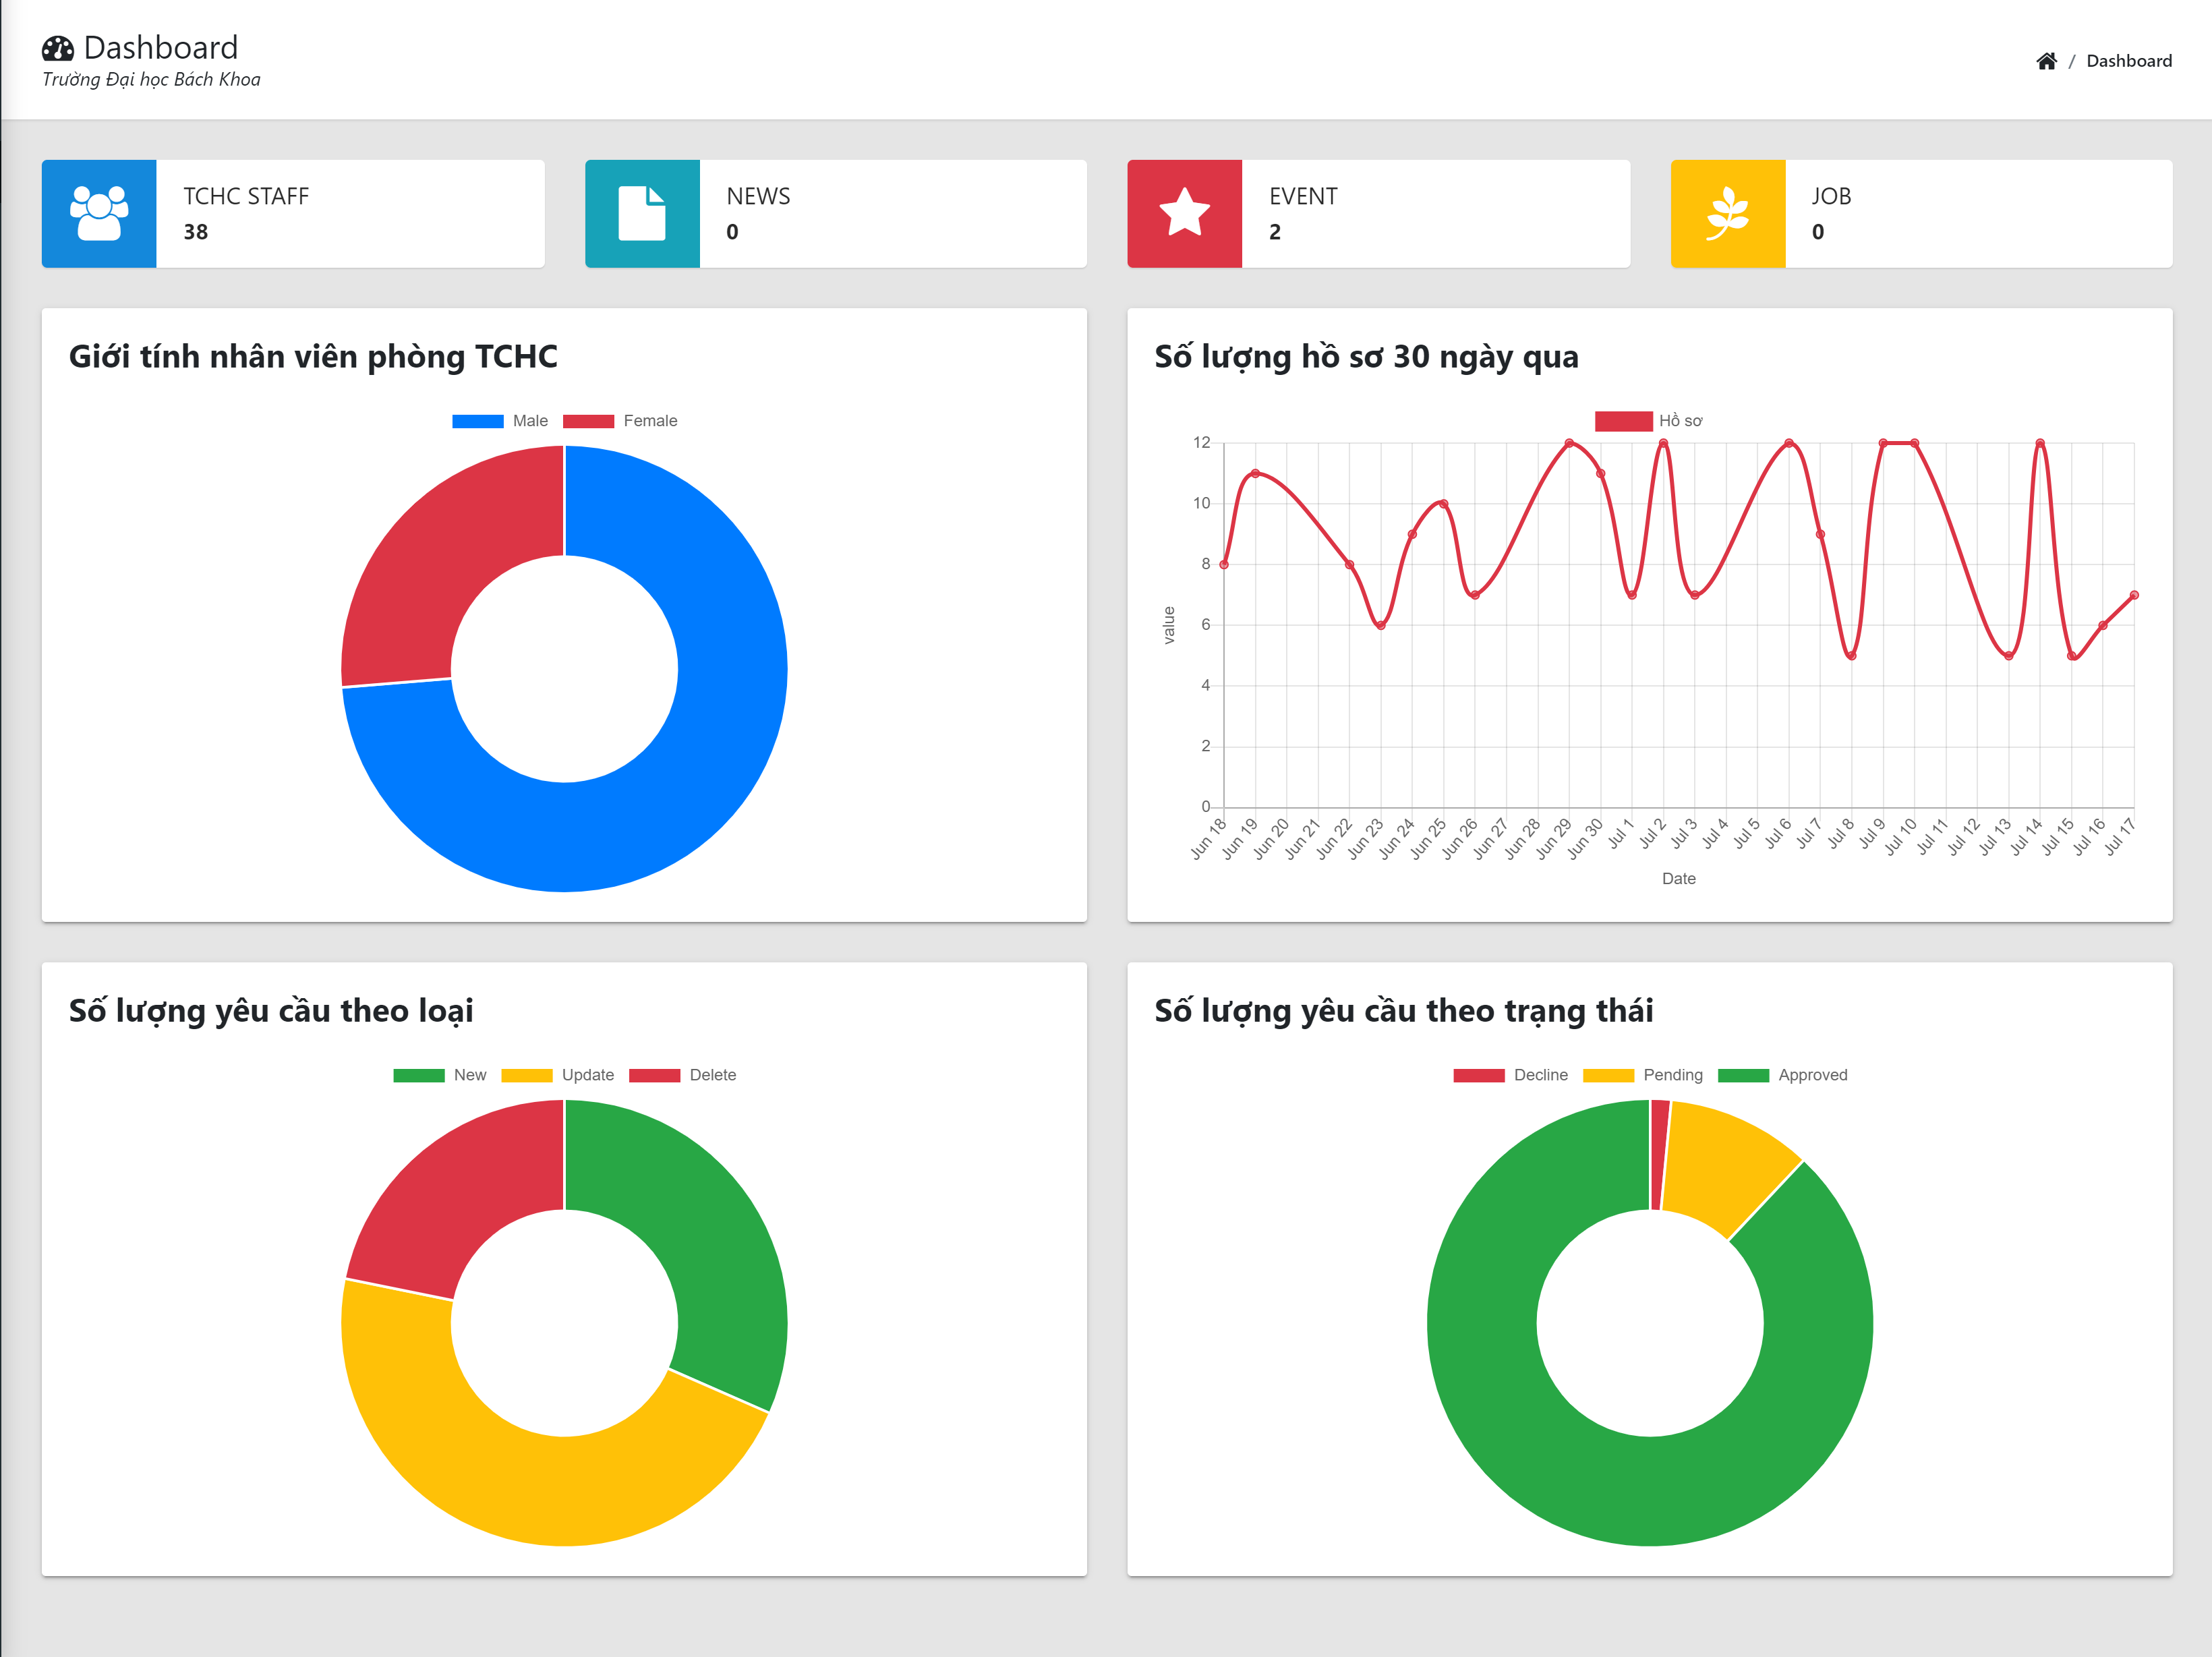 Dashboard
Trường Đại học Bách Khoa
/ Dashboard
TCHC STAFF
38
NEWS
0
EVENT
2
JOB
0
Giới tính nhân viên phòng TCHC
Male Female
Số lượng hồ sơ 30 ngày qua
Hồ sơ
12
10
8
6
4
2
0
value
Jun 18 Jun 19 Jun 20 Jun 21 Jun 22 Jun 23 Jun 24 Jun 25 Jun 26 Jun 27 Jun 28 Jun 29 Jun 30 Jul 1 Jul 2 Jul 3 Jul 4 Jul 5 Jul 6 Jul 7 Jul 8 Jul 9 Jul 10 Jul 11 Jul 12 Jul 13 Jul 14 Jul 15 Jul 16 Jul 17
Date
Số lượng yêu cầu theo loại
New Update Delete
Số lượng yêu cầu theo trạng thái
Decline Pending Approved